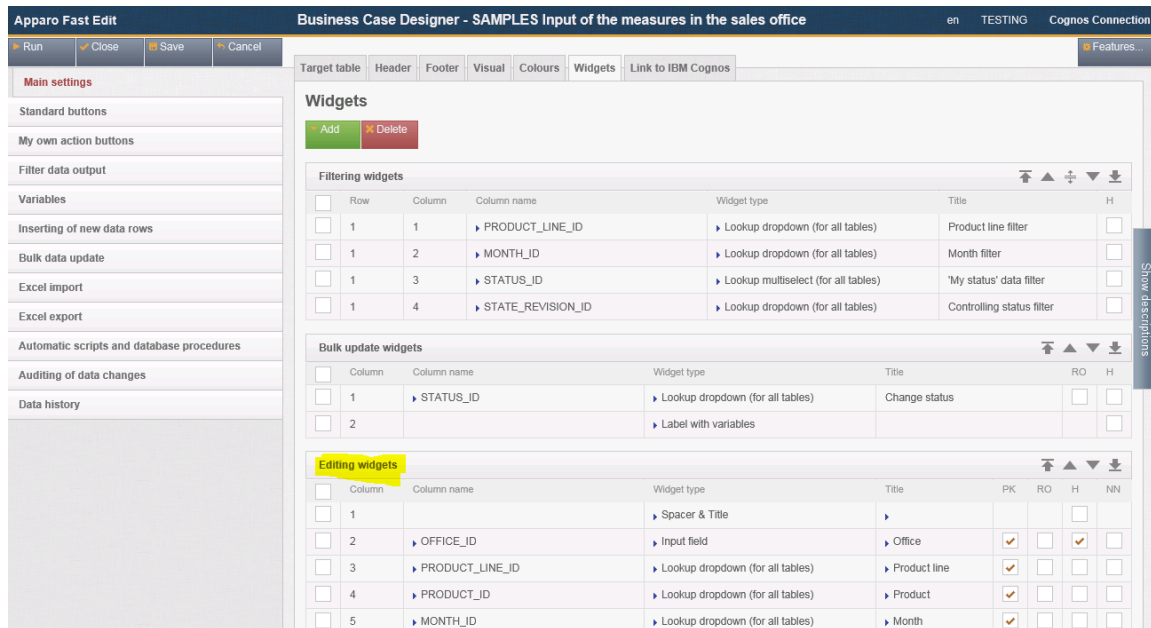 Apparo Fast Edit
Business Case Designer - SAMPLES Input of the measures in the sales office
en TESTING Cognos Connection
Run Close Save Cancel
Features...
Main settings
Standard buttons
My own action buttons
Filter data output
Variables
Inserting of new data rows
Bulk data update
Excel import
Excel export
Automatic scripts and database procedures
Auditing of data changes
Data history
Target table Header Footer Visual Colours Widgets Link to IBM Cognos
Widgets
Add Delete
Filtering widgets
Row Column Column name Widget type Title H
1 1 PRODUCT_LINE_ID Lookup dropdown (for all tables) Product line filter
1 2 MONTH_ID Lookup dropdown (for all tables) Month filter
1 3 STATUS_ID Lookup multiselect (for all tables) 'My status' data filter
1 4 STATE_REVISION_ID Lookup dropdown (for all tables) Controlling status filter
Bulk update widgets
Column Column name Widget type Title RO H
1 STATUS_ID Lookup dropdown (for all tables) Change status
2 Label with variables
Editing widgets
Column Column name Widget type Title PK RO H NN
1 Spacer & Title
2 OFFICE_ID Input field Office
3 PRODUCT_LINE_ID Lookup dropdown (for all tables) Product line
4 PRODUCT_ID Lookup dropdown (for all tables) Product
5 MONTH_ID Lookup dropdown (for all tables) Month
Show descriptions